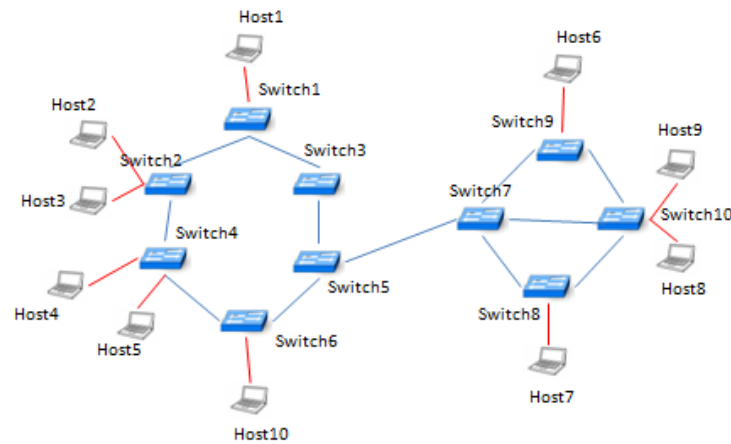 Host1
Host6
Switch1
Host2
Switch9
Host9
Switch2
Switch3
Host3
Switch7
Switch10
Switch4
Switch5
Host8
Host4
Switch8
Host5
Switch6
Host7
Host10